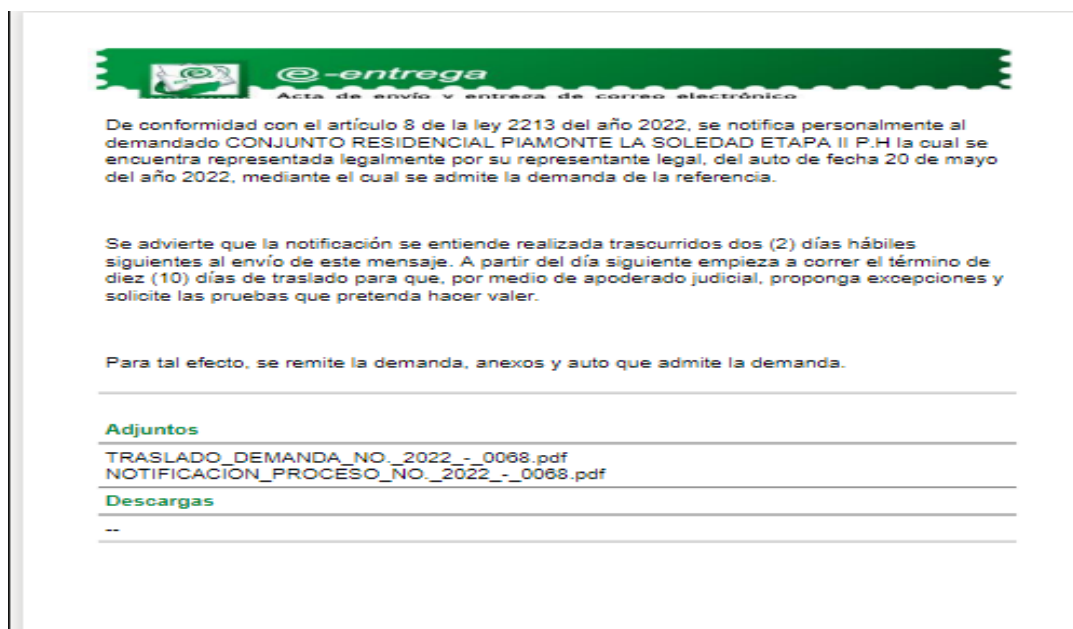 @-entrega
Acta de envío y entrega de correo electrónico
De conformidad con el artículo 8 de la ley 2213 del año 2022, se notifica personalmente al
demandado CONJUNTO RESIDENCIAL PIAMONTE LA SOLEDAD ETAPA II P.H la cual se
encuentra representada legalmente por su representante legal, del auto de fecha 20 de mayo
del año 2022, mediante el cual se admite la demanda de la referencia.
Se advierte que la notificación se entiende realizada trascurridos dos (2) días hábiles
siguientes al envío de este mensaje. A partir del día siguiente empieza a correr el término de
diez (10) días de traslado para que, por medio de apoderado judicial, proponga excepciones y
solicite las pruebas que pretenda hacer valer.
Para tal efecto, se remite la demanda, anexos y auto que admite la demanda.
Adjuntos
TRASLADO_DEMANDA_NO._2022_-_0068.pdf
NOTIFICACION_PROCESO_NO._2022_-_0068.pdf
Descargas
--